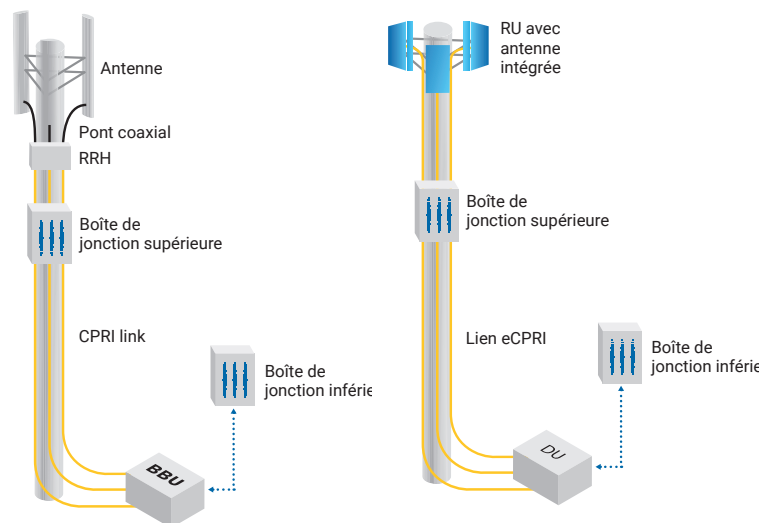 Antenne
Pont coaxial
RRH
Boîte de
jonction supérieure
CPRI link
Boîte de
jonction inférie
BBU
RU avec
antenne
intégrée
Boîte de
jonction supérieure
Lien eCPRI
Boîte de
jonction inférie
DU